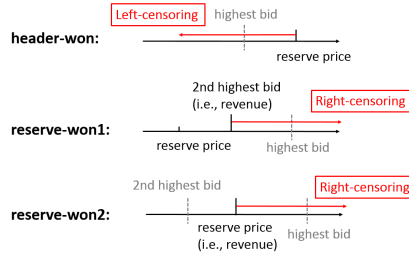 Left-censoring
highest bid
header-won:
reserve price
2nd highest bid
(i.e., revenue)
Right-censoring
reserve-won1:
reserve price
highest bid
2nd highest bid
Right-censoring
reserve-won2:
reserve price
(i.e., revenue)
highest bid